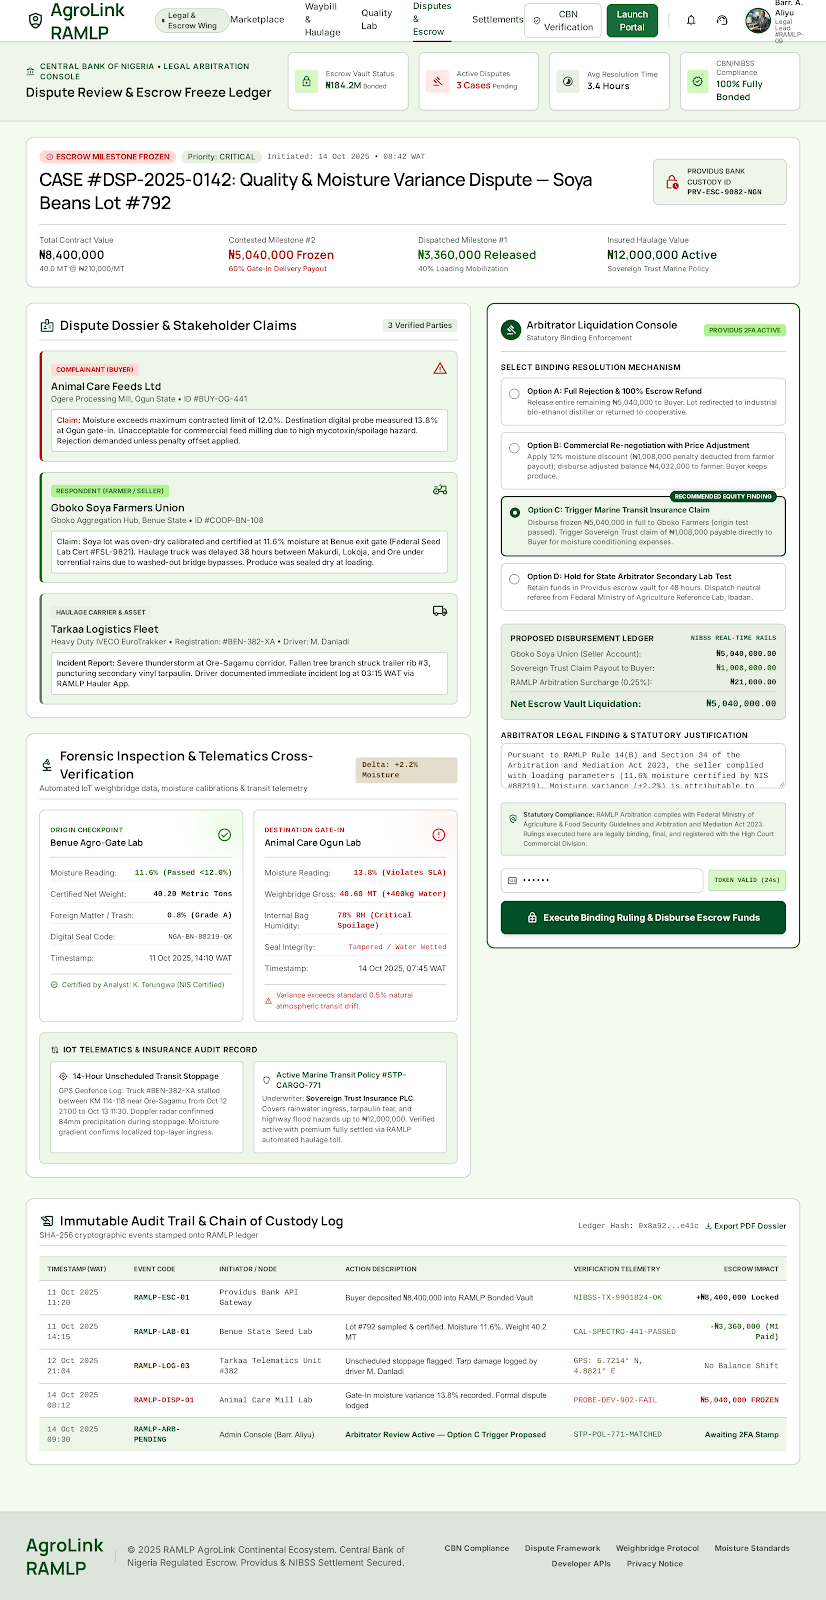 AgroLink
RAMLP
Legal &
Escrow Wing
Marketplace
Waybill
&
Haulage
Quality
Lab
Disputes
&
Escrow
Settlements
CBN
Verification
Launch
Portal
Barr. A.
Aliyu
Legal
Lead
#RAMLP-
09
CENTRAL BANK OF NIGERIA • LEGAL ARBITRATION
CONSOLE
Dispute Review & Escrow Freeze Ledger
Escrow Vault Status
₦184.2M Bonded
Active Disputes
3 Cases Pending
Avg Resolution Time
3.4 Hours
CBN/NIBSS
Compliance
100% Fully
Bonded
ESCROW MILESTONE FROZEN
Priority: CRITICAL
Initiated: 14 Oct 2025 • 08:42 WAT
CASE #DSP-2025-0142: Quality & Moisture Variance Dispute — Soya
Beans Lot #792
PROVIDUS BANK
CUSTODY ID
PRV-ESC-9082-NGN
Total Contract Value
₦8,400,000
40.0 MT @ ₦210,000/MT
Contested Milestone #2
₦5,040,000 Frozen
60% Gate-In Delivery Payout
Dispatched Milestone #1
₦3,360,000 Released
40% Loading Mobilization
Insured Haulage Value
₦12,000,000 Active
Sovereign Trust Marine Policy
Dispute Dossier & Stakeholder Claims
3 Verified Parties
COMPLAINANT (BUYER)
Animal Care Feeds Ltd
Ogere Processing Mill, Ogun State • ID #BUY-OG-441
Claim: Moisture exceeds maximum contracted limit of 12.0%. Destination digital probe measured 13.8%
at Ogun gate-in. Unacceptable for commercial feed milling due to high mycotoxin/spoilage hazard.
Rejection demanded unless penalty offset applied.
RESPONDENT (FARMER / SELLER)
Gboko Soya Farmers Union
Gboko Aggregation Hub, Benue State • ID #COOP-BN-108
Claim: Soya lot was oven-dry calibrated and certified at 11.6% moisture at Benue exit gate (Federal Seed
Lab Cert #FSL-9821). Haulage truck was delayed 38 hours between Makurdi, Lokoja, and Ore under
torrential rains due to washed-out bridge bypasses. Produce was sealed dry at loading.
HAULAGE CARRIER & ASSET
Tarkaa Logistics Fleet
Heavy Duty IVECO EuroTrakker • Registration: #BEN-382-XA • Driver: M. Danladi
Incident Report: Severe thunderstorm at Ore-Sagamu corridor. Fallen tree branch struck trailer rib #3,
puncturing secondary vinyl tarpaulin. Driver documented immediate incident log at 03:15 WAT via
RAMLP Hauler App.
Arbitrator Liquidation Console
Statutory Binding Enforcement
PROVIDUS 2FA ACTIVE
SELECT BINDING RESOLUTION MECHANISM
Option A: Full Rejection & 100% Escrow Refund
Release entire remaining ₦5,040,000 to Buyer. Lot redirected to industrial
bio-ethanol distiller or returned to cooperative.
Option B: Commercial Re-negotiation with Price Adjustment
Apply 12% moisture discount (₦1,008,000 penalty deducted from farmer
payout); disburse adjusted balance ₦4,032,000 to farmer. Buyer keeps
produce.
RECOMMENDED EQUITY FINDING
Option C: Trigger Marine Transit Insurance Claim
Disburse frozen ₦5,040,000 in full to Gboko Farmers (origin test
passed). Trigger Sovereign Trust claim of ₦1,008,000 payable directly to
Buyer for moisture conditioning expenses.
Option D: Hold for State Arbitrator Secondary Lab Test
Retain funds in Providus escrow vault for 48 hours. Dispatch neutral
referee from Federal Ministry of Agriculture Reference Lab, Ibadan.
PROPOSED DISBURSEMENT LEDGER
NIBSS REAL-TIME RAILS
Gboko Soya Union (Seller Account): ₦5,040,000.00
Sovereign Trust Claim Payout to Buyer: ₦1,008,000.00
RAMLP Arbitration Surcharge (0.25%): ₦21,000.00
Net Escrow Vault Liquidation: ₦5,040,000.00
ARBITRATOR LEGAL FINDING & STATUTORY JUSTIFICATION
Pursuant to RAMLP Rule 14(B) and Section 34 of the
Arbitration and Mediation Act 2023, the seller complied
with loading parameters (11.6% moisture certified by NIS
#88219). Moisture variance (+2.2%) is attributable to
Statutory Compliance: RAMLP Arbitration complies with Federal Ministry of
Agriculture & Food Security Guidelines and Arbitration and Mediation Act 2023.
Rulings executed here are legally binding, final, and registered with the High Court
Commercial Division.
••••••
TOKEN VALID (24s)
Execute Binding Ruling & Disburse Escrow Funds
Forensic Inspection & Telematics Cross-
Verification
Automated IoT weighbridge data, moisture calibrations & transit telemetry
Delta: +2.2%
Moisture
ORIGIN CHECKPOINT
Benue Agro-Gate Lab
Moisture Reading: 11.6% (Passed <12.0%)
Certified Net Weight: 40.20 Metric Tons
Foreign Matter / Trash: 0.8% (Grade A)
Digital Seal Code: NGA-BN-88219-OK
Timestamp: 11 Oct 2025, 14:10 WAT
Certified by Analyst: K. Terungwa (NIS Certified)
DESTINATION GATE-IN
Animal Care Ogun Lab
Moisture Reading: 13.8% (Violates SLA)
Weighbridge Gross: 40.60 MT (+400kg Water)
Internal Bag
Humidity:
78% RH (Critical
Spoilage)
Seal Integrity: Tampered / Water Wetted
Timestamp: 14 Oct 2025, 07:45 WAT
Variance exceeds standard 0.5% natural
atmospheric transit drift.
IOT TELEMATICS & INSURANCE AUDIT RECORD
14-Hour Unscheduled Transit Stoppage
GPS Geofence Log: Truck #BEN-382-XA stalled
between KM 114-118 near Ore-Sagamu from Oct 12
21:00 to Oct 13 11:30. Doppler radar confirmed
84mm precipitation during stoppage. Moisture
gradient confirms localized top-layer ingress.
Active Marine Transit Policy #STP-
CARGO-771
Underwriter: Sovereign Trust Insurance PLC.
Covers rainwater ingress, tarpaulin tear, and
highway flood hazards up to ₦12,000,000. Verified
active with premium fully settled via RAMLP
automated haulage toll.
Immutable Audit Trail & Chain of Custody Log
SHA-256 cryptographic events stamped onto RAMLP ledger
Ledger Hash: 0x8a92...e41c
Export PDF Dossier
TIMESTAMP (WAT) EVENT CODE INITIATOR / NODE ACTION DESCRIPTION VERIFICATION TELEMETRY ESCROW IMPACT
11 Oct 2025
11:20
RAMLP-ESC-01
Providus Bank API
Gateway
Buyer deposited ₦8,400,000 into RAMLP Bonded Vault
NIBSS-TX-9901824-OK
+₦8,400,000 Locked
11 Oct 2025
14:15
RAMLP-LAB-01
Benue State Seed Lab
Lot #792 sampled & certified. Moisture 11.6%, Weight 40.2
MT
CAL-SPECTRO-441-PASSED
-₦3,360,000 (M1
Paid)
12 Oct 2025
21:04
RAMLP-LOG-03
Tarkaa Telematics Unit
#382
Unscheduled stoppage flagged. Tarp damage logged by
driver M. Danladi
GPS: 6.7214° N,
4.8821° E
No Balance Shift
14 Oct 2025
08:12
RAMLP-DISP-01
Animal Care Mill Lab
Gate-In moisture variance 13.8% recorded. Formal dispute
lodged
PROBE-DEV-902-FAIL
₦5,040,000 FROZEN
14 Oct 2025
09:30
RAMLP-ARB-
PENDING
Admin Console (Barr. Aliyu)
Arbitrator Review Active — Option C Trigger Proposed
STP-POL-771-MATCHED
Awaiting 2FA Stamp
AgroLink
RAMLP
© 2025 RAMLP AgroLink Continental Ecosystem. Central Bank of
Nigeria Regulated Escrow. Providus & NIBSS Settlement Secured.
CBN Compliance
Dispute Framework
Weighbridge Protocol
Moisture Standards
Developer APIs
Privacy Notice